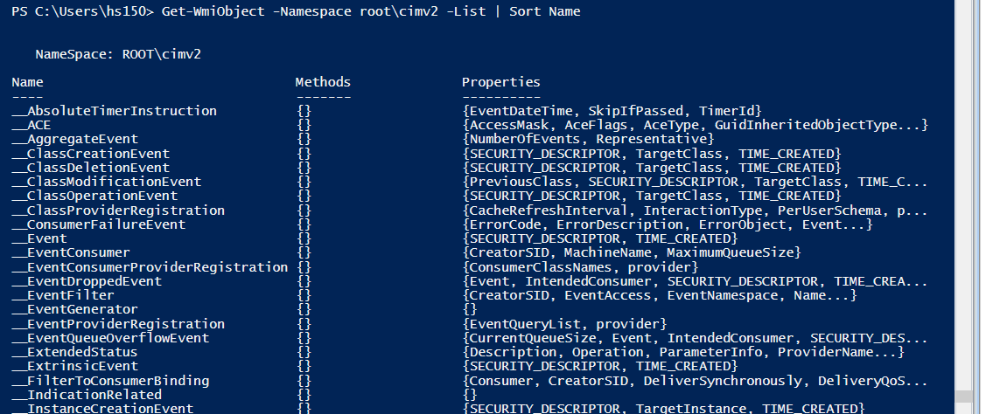 PS C:\Users\hs150> Get-WmiObject -Namespace root\cimv2 -List | Sort Name
NameSpace: ROOT\cimv2
Name Methods Properties
---- ------- ----------
__AbsoluteTimerInstruction {} {EventDateTime, SkipIfPassed, TimerId}
__ACE {} {AccessMask, AceFlags, AceType, GuidInheritedObjectType...}
__AggregateEvent {} {NumberOfEvents, Representative}
__ClassCreationEvent {} {SECURITY_DESCRIPTOR, TargetClass, TIME_CREATED}
__ClassDeletionEvent {} {SECURITY_DESCRIPTOR, TargetClass, TIME_CREATED}
__ClassModificationEvent {} {PreviousClass, SECURITY_DESCRIPTOR, TargetClass, TIME_C...
__ClassOperationEvent {} {SECURITY_DESCRIPTOR, TargetClass, TIME_CREATED}
__ClassProviderRegistration {} {CacheRefreshInterval, InteractionType, PerUserSchema, p...
__ConsumerFailureEvent {} {ErrorCode, ErrorDescription, ErrorObject, Event...}
__Event {} {SECURITY_DESCRIPTOR, TIME_CREATED}
__EventConsumer {} {CreatorSID, MachineName, MaximumQueueSize}
__EventConsumerProviderRegistration {} {ConsumerClassNames, provider}
__EventDroppedEvent {} {Event, IntendedConsumer, SECURITY_DESCRIPTOR, TIME_CREA...
__EventFilter {} {CreatorSID, EventAccess, EventNamespace, Name...}
__EventGenerator {} {}
__EventProviderRegistration {} {EventQueryList, provider}
__EventQueueOverflowEvent {} {CurrentQueueSize, Event, IntendedConsumer, SECURITY_DES...
__ExtendedStatus {} {Description, Operation, ParameterInfo, ProviderName...}
__ExtrinsicEvent {} {SECURITY_DESCRIPTOR, TIME_CREATED}
__FilterToConsumerBinding {} {Consumer, CreatorSID, DeliverSynchronously, DeliveryQoS...
__IndicationRelated {} {}
__InstanceCreationEvent {} {SECURITY_DESCRIPTOR, TargetInstance, TIME_CREATED}